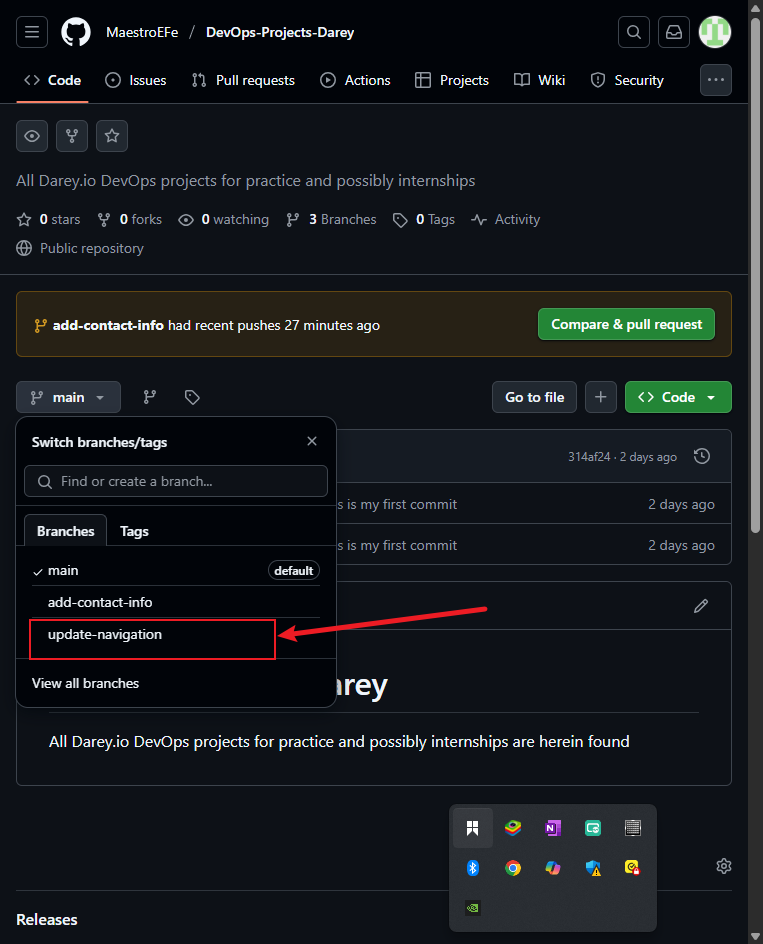 MaestroEFe / DevOps-Projects-Darey
Code Issues Pull requests Actions Projects Wiki Security
All Darey.io DevOps projects for practice and possibly internships
0 stars 0 forks 0 watching 3 Branches 0 Tags Activity
Public repository
add-contact-info had recent pushes 27 minutes ago Compare & pull request
main Go to file Code
Switch branches/tags
314af24 · 2 days ago
Find or create a branch...
s is my first commit 2 days ago
Branches Tags
s is my first commit 2 days ago
main default
add-contact-info
update-navigation
View all branches
arey
All Darey.io DevOps projects for practice and possibly internships are herein found
Releases